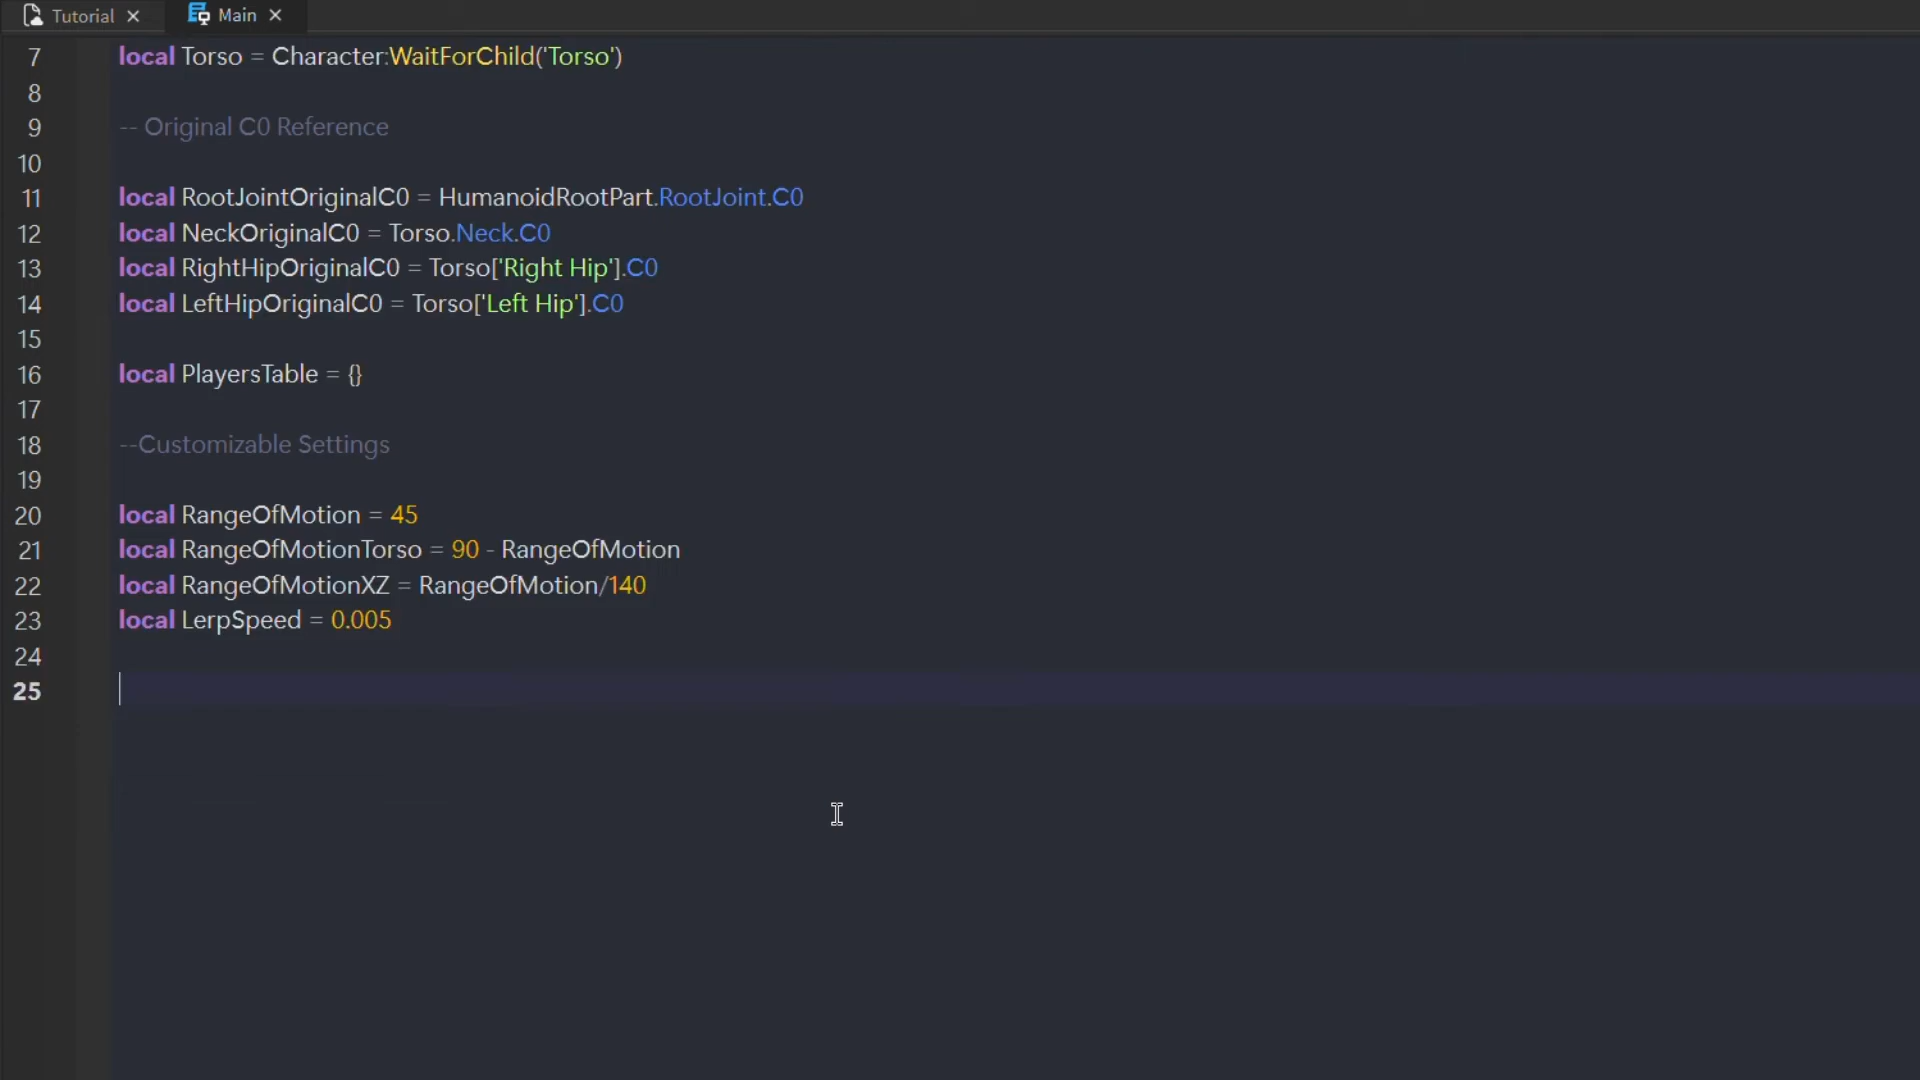 Tutorial
Main
7 local Torso = Character:WaitForChild('Torso')
8
9 -- Original C0 Reference
10
11 local RootJointOriginalC0 = HumanoidRootPart.RootJoint.C0
12 local NeckOriginalC0 = Torso.Neck.C0
13 local RightHipOriginalC0 = Torso['Right Hip'].C0
14 local LeftHipOriginalC0 = Torso['Left Hip'].C0
15
16 local PlayersTable = {}
17
18 --Customizable Settings
19
20 local RangeOfMotion = 45
21 local RangeOfMotionTorso = 90 - RangeOfMotion
22 local RangeOfMotionXZ = RangeOfMotion/140
23 local LerpSpeed = 0.005
24
25